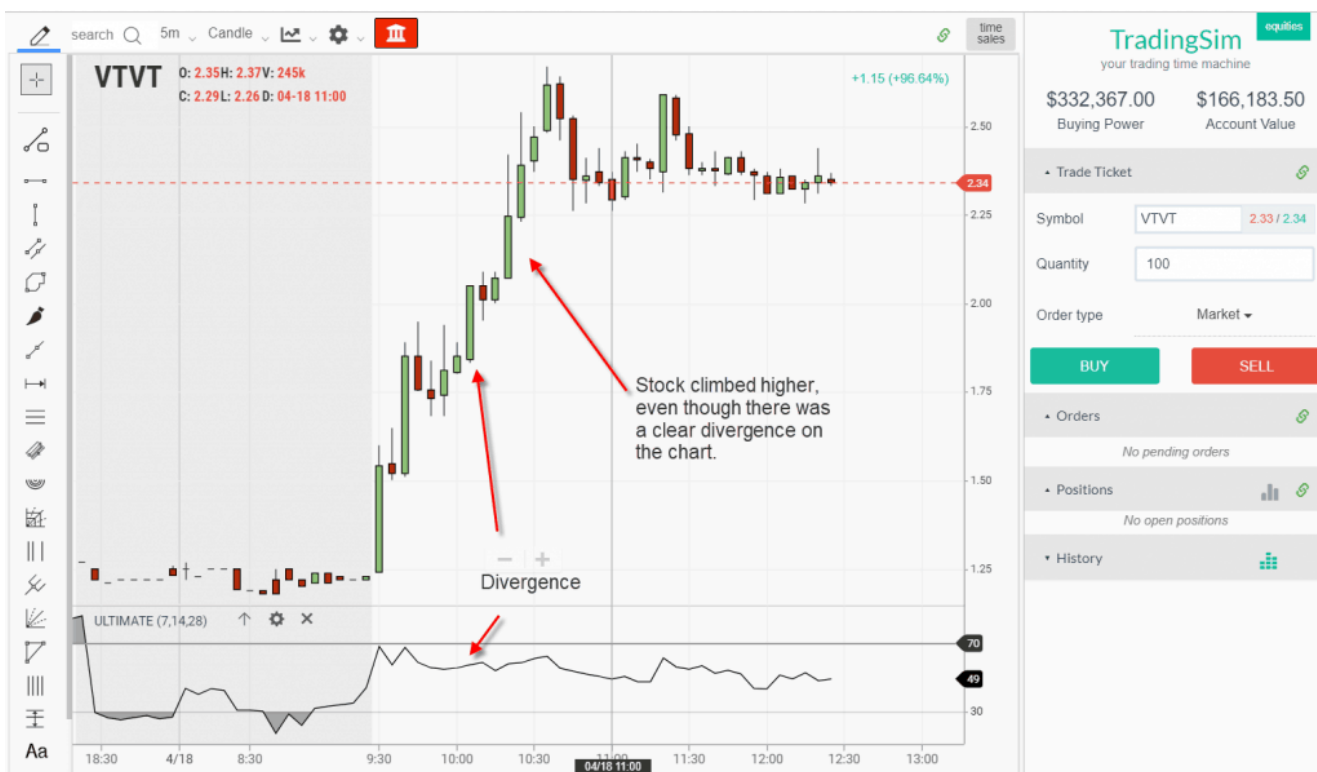 search 5m Candle
time
sales
VTVT O: 2.35H: 2.37V: 245k
C: 2.29L: 2.26 D: 04-18 11:00
+1.15 (+96.64%)
2.50
2.34
2.25
2.00
1.75
1.50
1.25
Stock climbed higher,
even though there was
a clear divergence on
the chart.
Divergence
ULTIMATE (7,14,28)
70
49
30
Aa
18:30 4/18 8:30 9:30 10:00 10:30 11:00 11:30 12:00 12:30 13:00
04/18 11:00
equities
TradingSim
your trading time machine
$332,367.00 $166,183.50
Buying Power Account Value
Trade Ticket
Symbol VTVT 2.33 / 2.34
Quantity 100
Order type Market
BUY SELL
Orders
No pending orders
Positions
No open positions
History